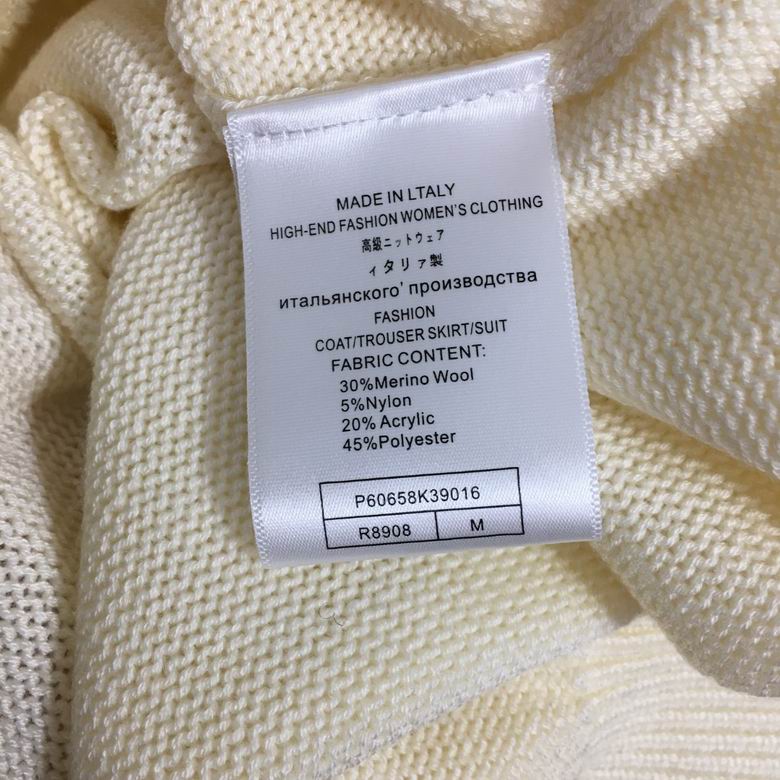 MADE IN LTALY
HIGH-END FASHION WOMEN'S CLOTHING
高級ニットウェア
ィタリァ製
итальянского' производства
FASHION
COAT/TROUSER SKIRT/SUIT
FABRIC CONTENT:
30%Merino Wool
5%Nylon
20% Acrylic
45%Polyester
P60658K39016
R8908 M